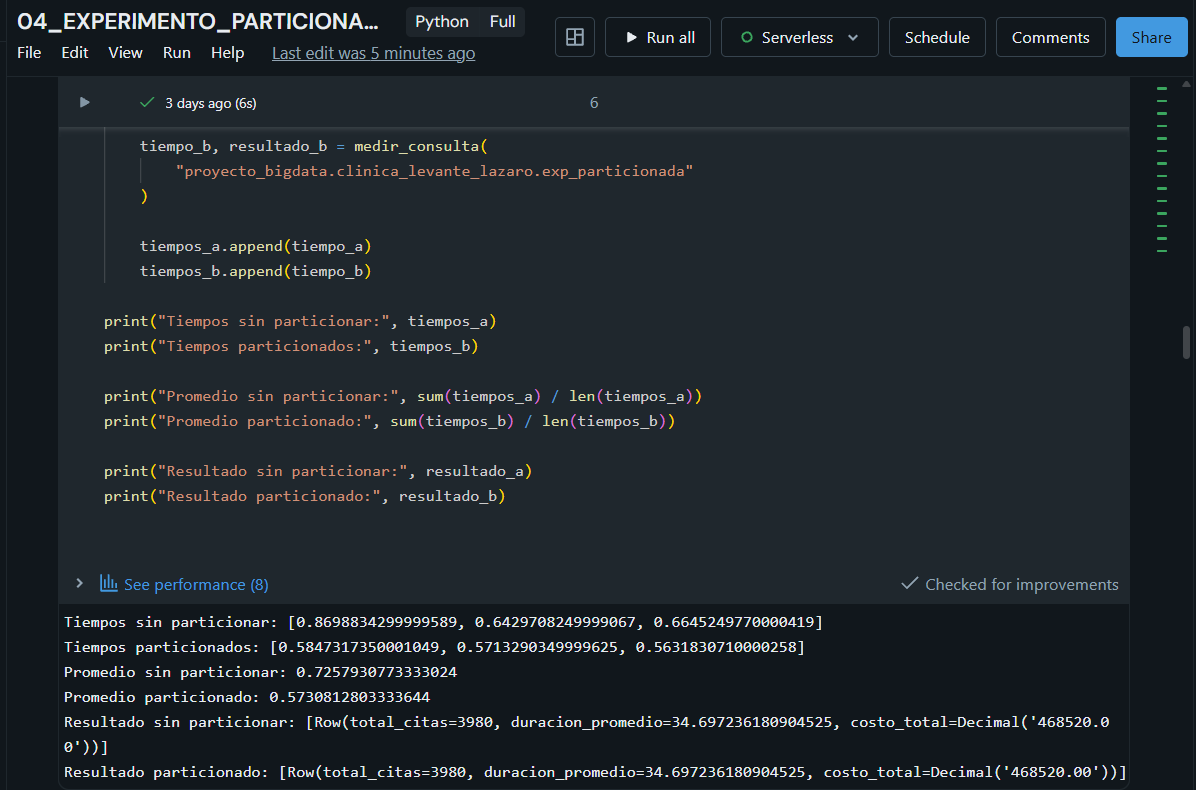 04_EXPERIMENTO_PARTICIONA...
Python Full
Run all
Serverless
Schedule
Comments
Share
File Edit View Run Help Last edit was 5 minutes ago
3 days ago (6s)
6
tiempo_b, resultado_b = medir_consulta(
"proyecto_bigdata.clinica_levante_lazaro.exp_particionada"
)
tiempos_a.append(tiempo_a)
tiempos_b.append(tiempo_b)
print("Tiempos sin particionar:", tiempos_a)
print("Tiempos particionados:", tiempos_b)
print("Promedio sin particionar:", sum(tiempos_a) / len(tiempos_a))
print("Promedio particionado:", sum(tiempos_b) / len(tiempos_b))
print("Resultado sin particionar:", resultado_a)
print("Resultado particionado:", resultado_b)
See performance (8)
Checked for improvements
Tiempos sin particionar: [0.8698834299999589, 0.6429708249999067, 0.6645249770000419]
Tiempos particionados: [0.5847317350001049, 0.5713290349999625, 0.5631830710000258]
Promedio sin particionar: 0.7257930773333024
Promedio particionado: 0.5730812803333644
Resultado sin particionar: [Row(total_citas=3980, duracion_promedio=34.697236180904525, costo_total=Decimal('468520.0
0'))]
Resultado particionado: [Row(total_citas=3980, duracion_promedio=34.697236180904525, costo_total=Decimal('468520.00'))]